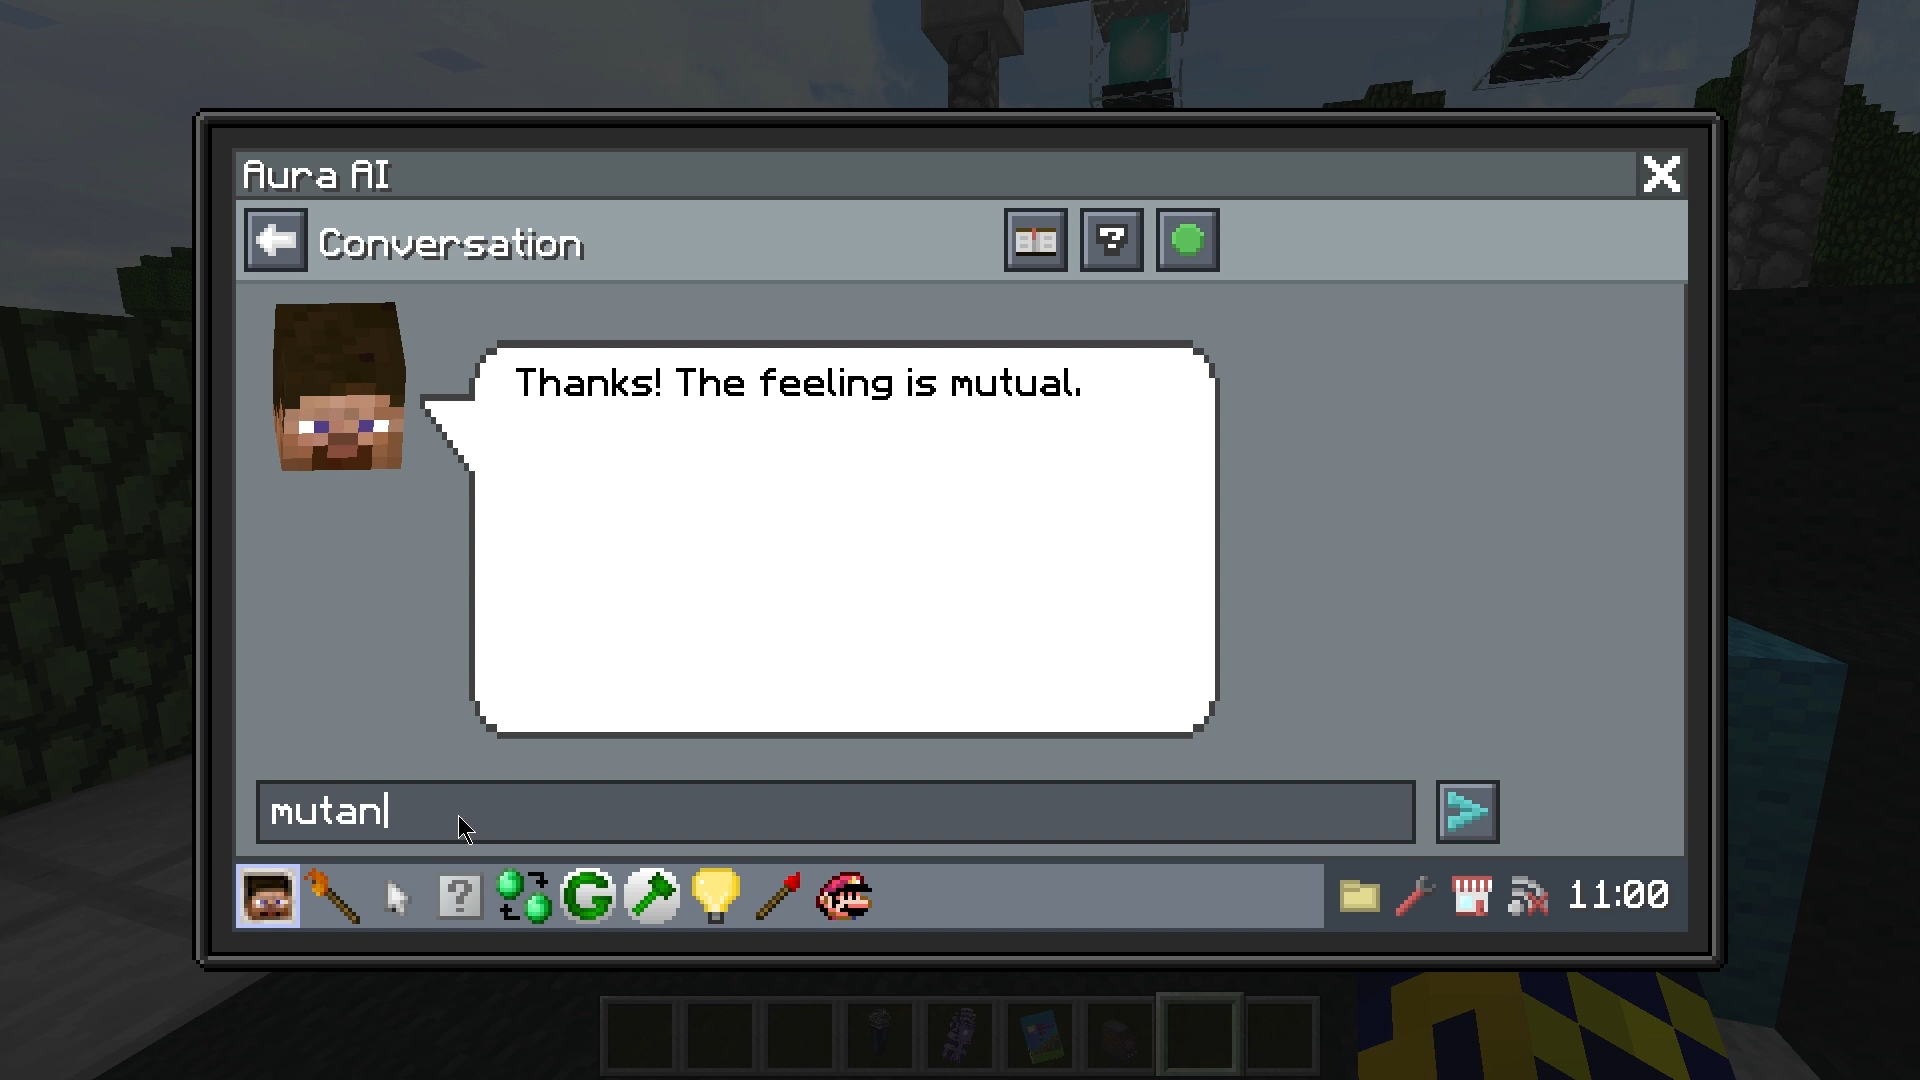 Aura AI
Conversation
Thanks! The feeling is mutual.
mutan
11:00